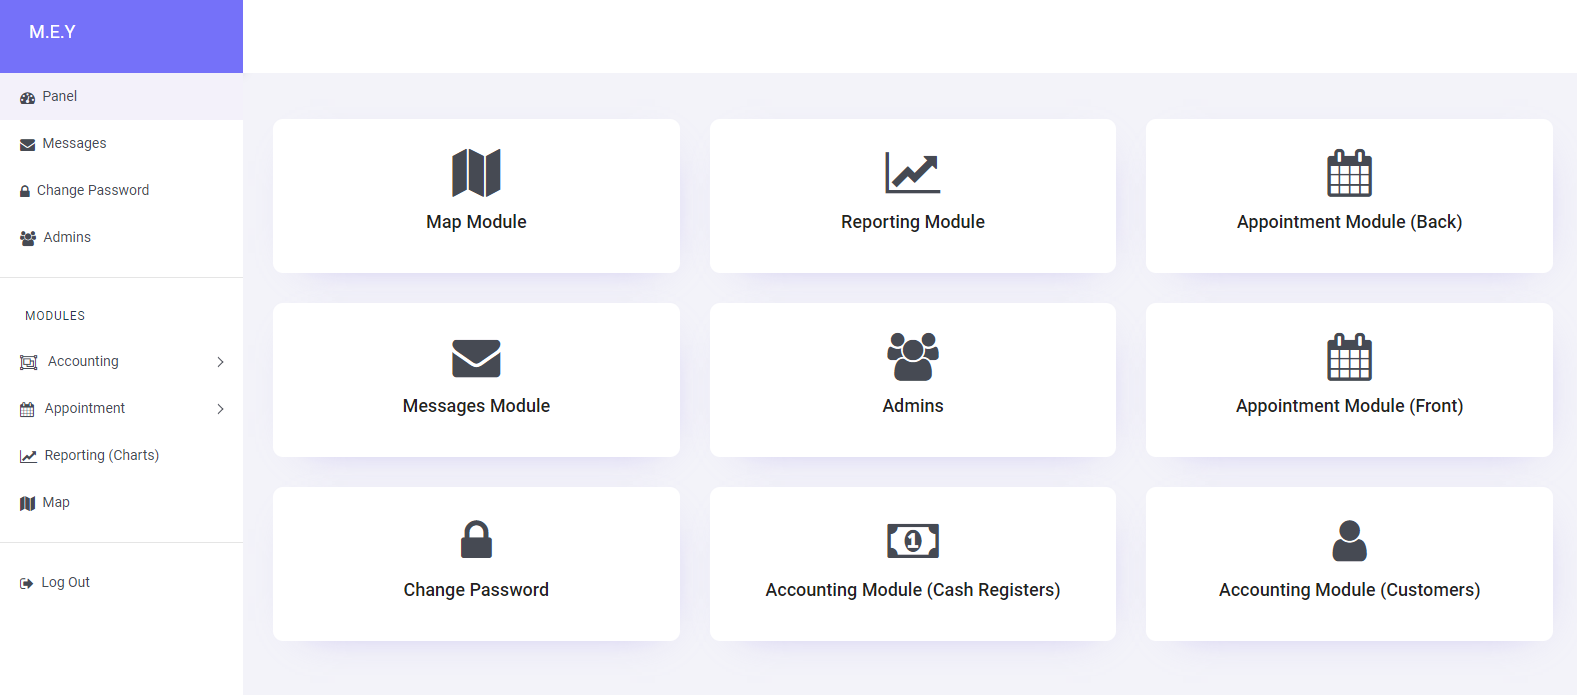 M.E.Y
Panel
Messages
Change Password
Admins
MODULES
Accounting
Appointment
Reporting (Charts)
Map
Log Out
Map Module
Reporting Module
Appointment Module (Back)
Messages Module
Admins
Appointment Module (Front)
Change Password
1
Accounting Module (Cash Registers)
Accounting Module (Customers)